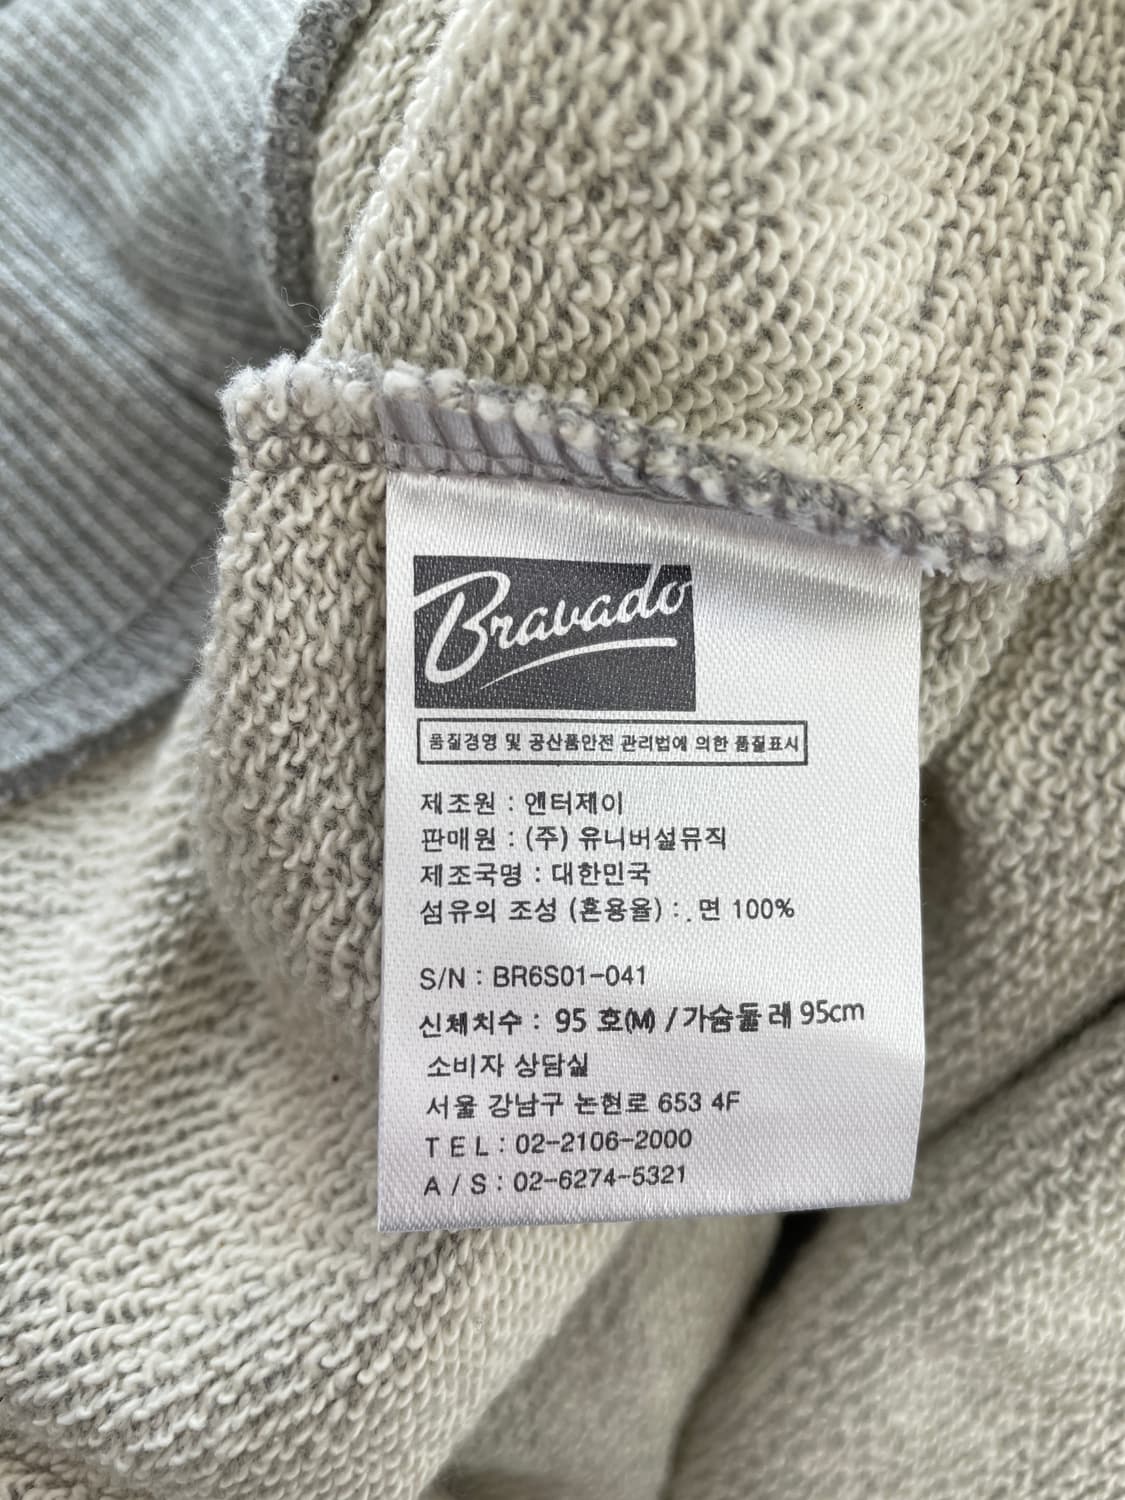 Bravado
품질경영 및 공산품안전 관리법에 의한 품질표시
제조원 : 앤터제이
판매원 : (주) 유니버설뮤직
제조국명 : 대한민국
섬유의 조성 (혼용율) : . 면 100%
S/N : BR6S01-041
신체치수 : 95 호(M) / 가슴둘레 95cm
소비자 상담실
서울 강남구 논현로 653 4F
T E L : 02-2106-2000
A / S : 02-6274-5321